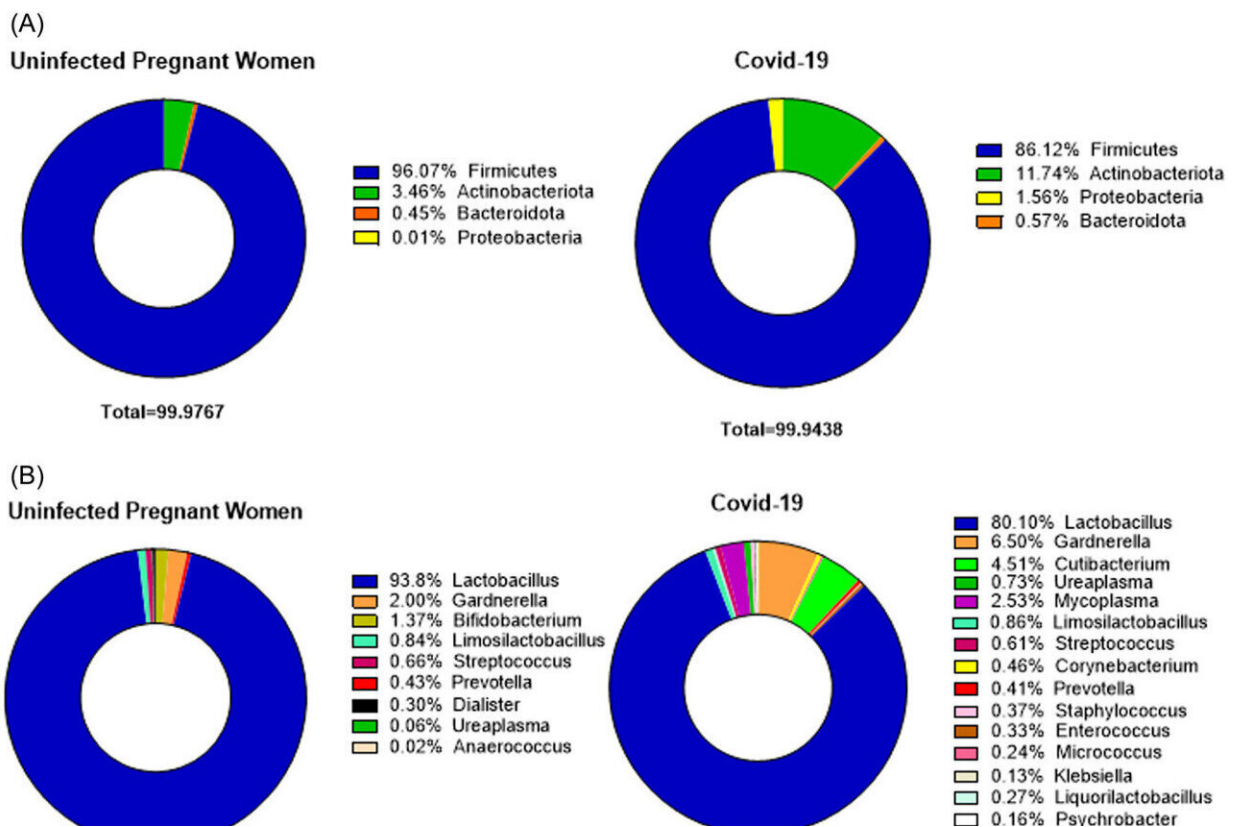 (A)
Uninfected Pregnant Women
96.07% Firmicutes
3.46% Actinobacteriota
0.45% Bacteroidota
0.01% Proteobacteria
Total=99.9767
Covid-19
86.12% Firmicutes
11.74% Actinobacteriota
1.56% Proteobacteria
0.57% Bacteroidota
Total=99.9438
(B)
Uninfected Pregnant Women
93.8% Lactobacillus
2.00% Gardnerella
1.37% Bifidobacterium
0.84% Limosilactobacillus
0.66% Streptococcus
0.43% Prevotella
0.30% Dialister
0.06% Ureaplasma
0.02% Anaerococcus
Covid-19
80.10% Lactobacillus
6.50% Gardnerella
4.51% Cutibacterium
0.73% Ureaplasma
2.53% Mycoplasma
0.86% Limosilactobacillus
0.61% Streptococcus
0.46% Corynebacterium
0.41% Prevotella
0.37% Staphylococcus
0.33% Enterococcus
0.24% Micrococcus
0.13% Klebsiella
0.27% Liquorilactobacillus
0.16% Psychrobacter